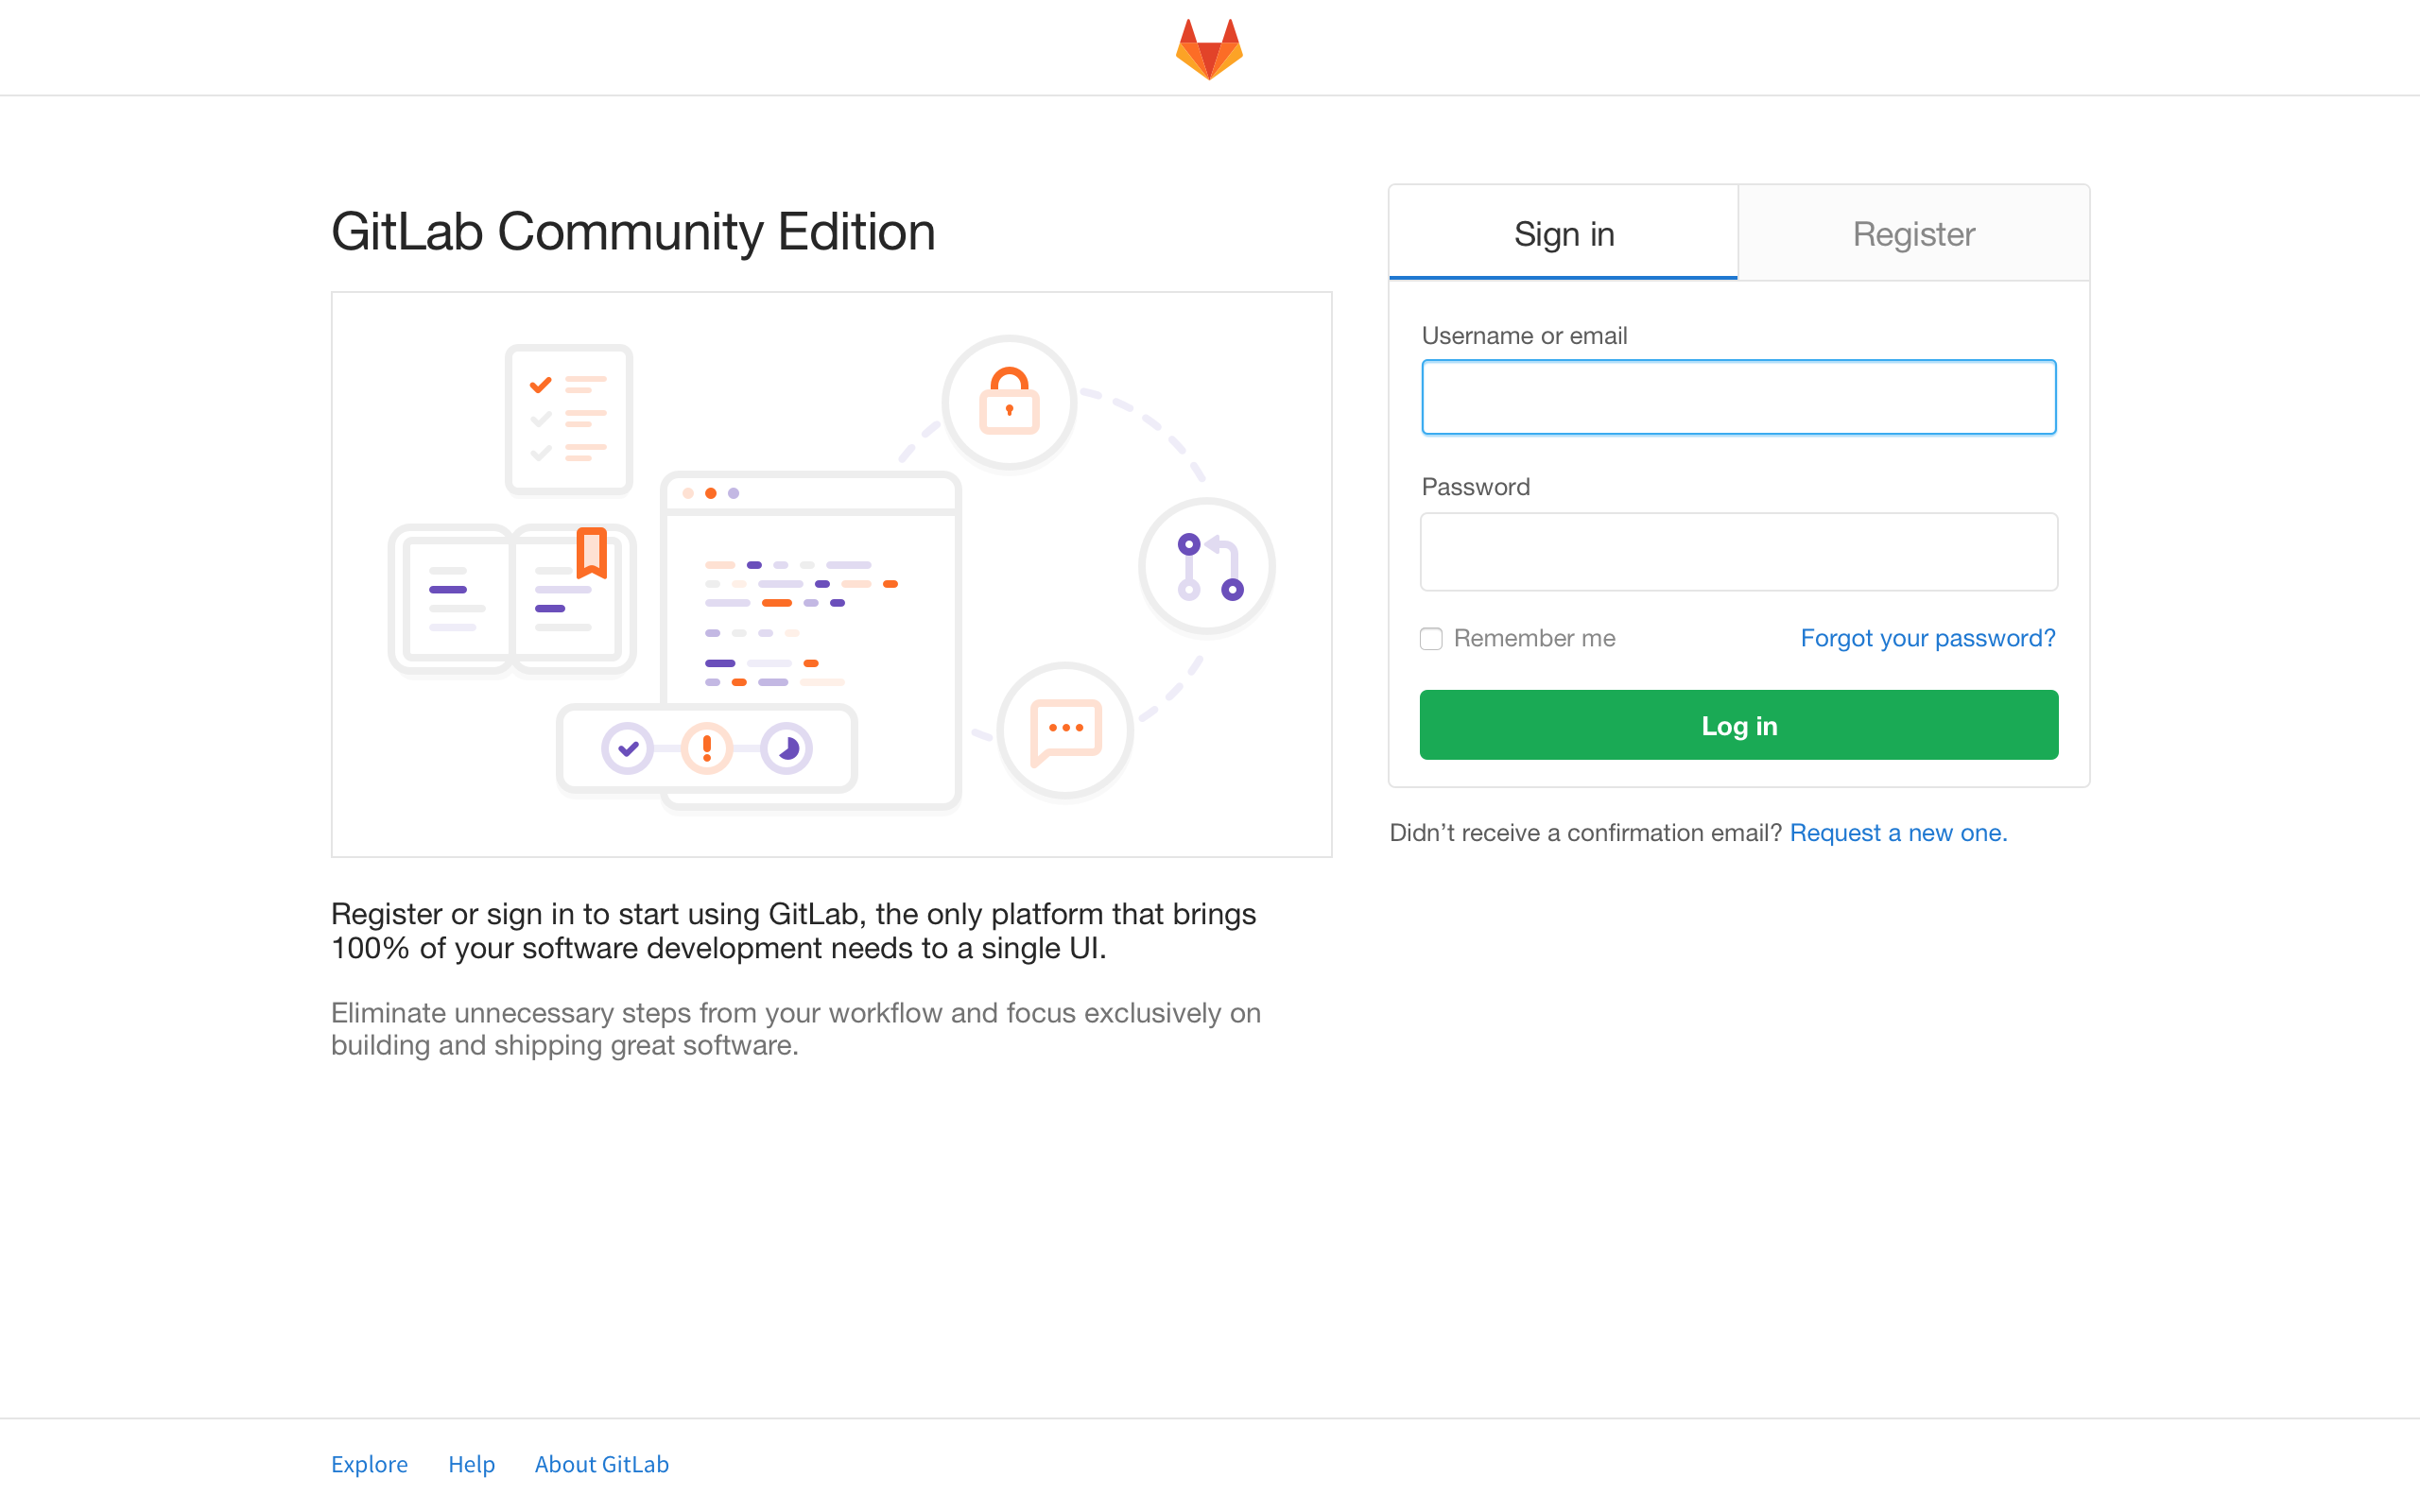 GitLab Community Edition
Register or sign in to start using GitLab, the only platform that brings
100% of your software development needs to a single UI.
Eliminate unnecessary steps from your workflow and focus exclusively on
building and shipping great software.
Sign in
Register
Username or email
Password
Remember me
Forgot your password?
Log in
Didn’t receive a confirmation email? Request a new one.
Explore
Help
About GitLab